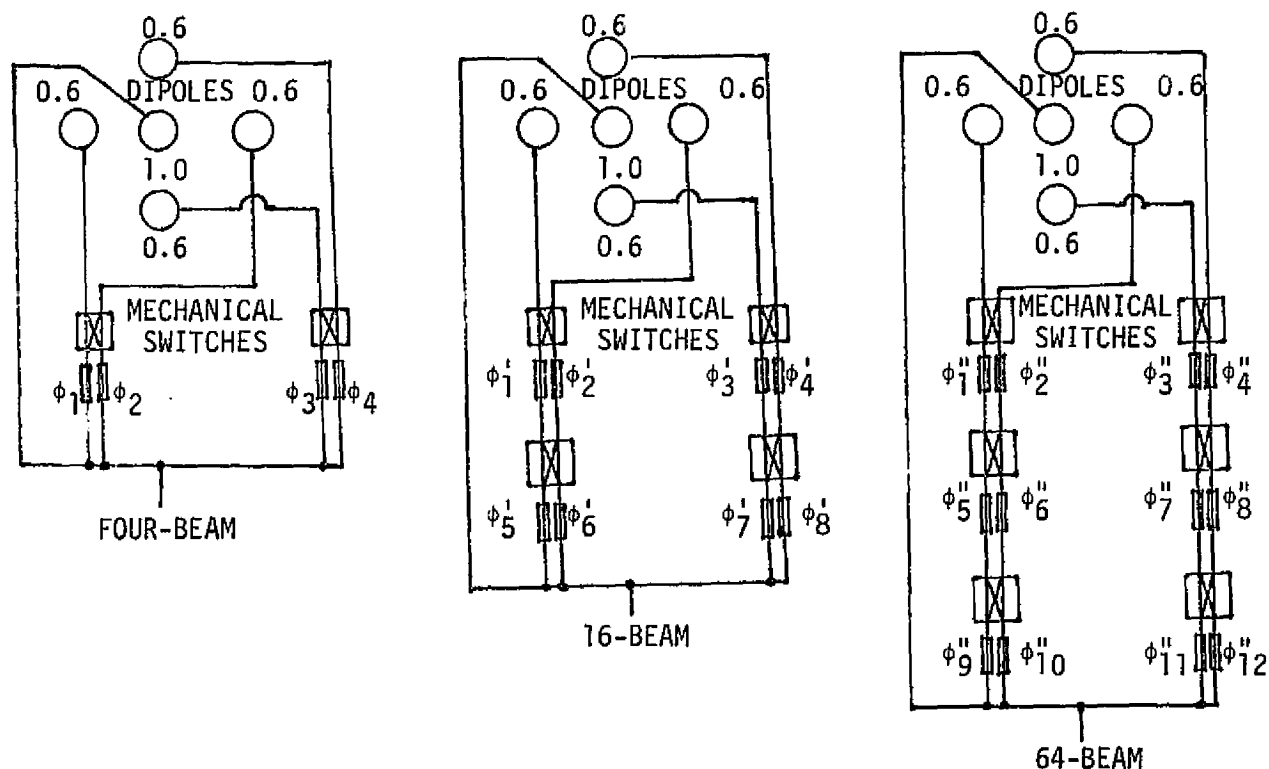 0.6
0.6 DIPOLES 0.6
1.0
0.6
MECHANICAL
SWITCHES
ϕ1 ϕ2 ϕ3 ϕ4
FOUR-BEAM
0.6
0.6 DIPOLES 0.6
1.0
0.6
MECHANICAL
SWITCHES
ϕ'1 ϕ'2 ϕ'3 ϕ'4
ϕ'5 ϕ'6 ϕ'7 ϕ'8
16-BEAM
0.6
0.6 DIPOLES 0.6
1.0
0.6
MECHANICAL
SWITCHES
ϕ"1 ϕ"2 ϕ"3 ϕ"4
ϕ"5 ϕ"6 ϕ"7 ϕ"8
ϕ"9 ϕ"10 ϕ"11 ϕ"12
64-BEAM